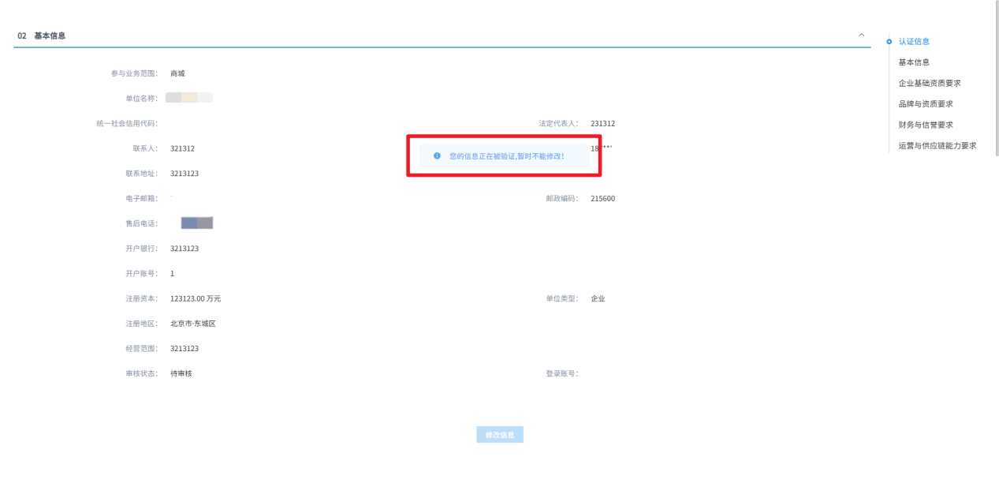 02 基本信息
认证信息
基本信息
企业基础资质要求
品牌与资质要求
财务与信誉要求
运营与供应链能力要求
参与业务范围： 商城
单位名称：
统一社会信用代码： 法定代表人： 231312
联系人： 321312
您的信息正在被验证,暂时不能修改！
联系地址： 3213123
电子邮箱： 邮政编码： 215600
售后电话：
开户银行： 3213123
开户账号： 1
注册资本： 123123.00 万元 单位类型： 企业
注册地区： 北京市·东城区
经营范围： 3213123
审核状态： 待审核 登录账号：
修改信息